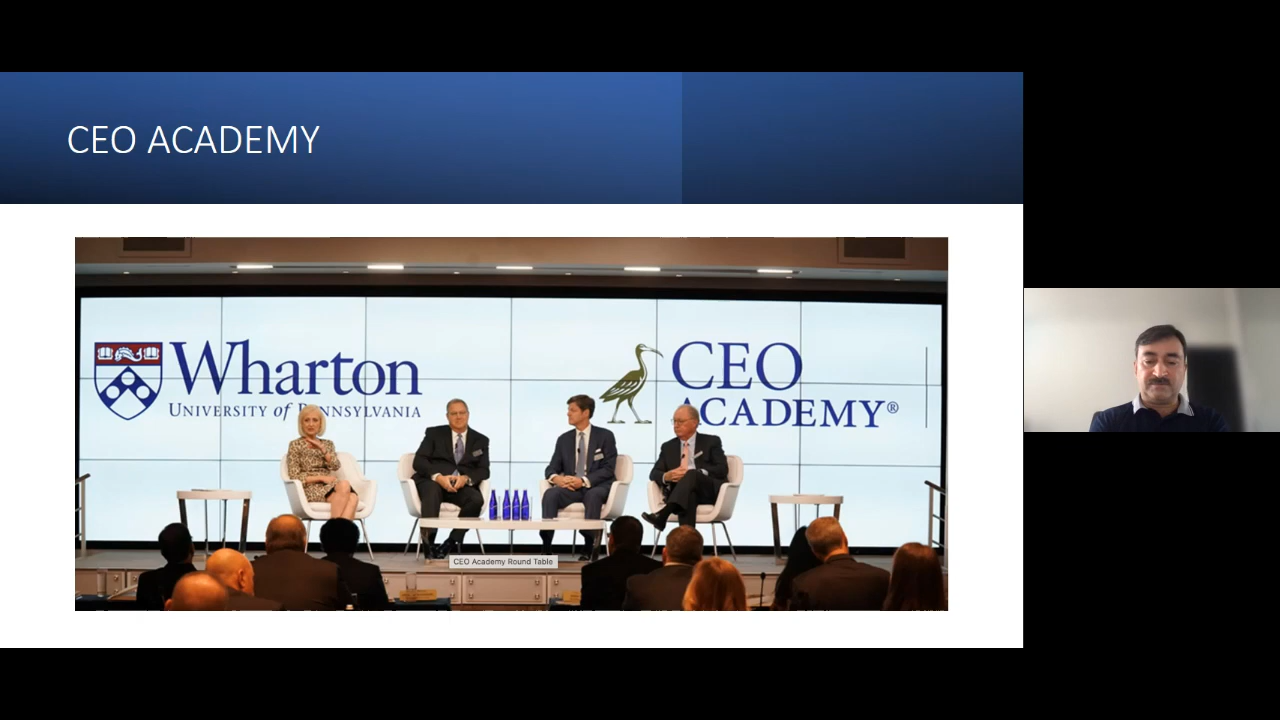 CEO ACADEMY
Wharton
UNIVERSITY of PENNSYLVANIA
CEO
ACADEMY®
CEO Academy Round Table